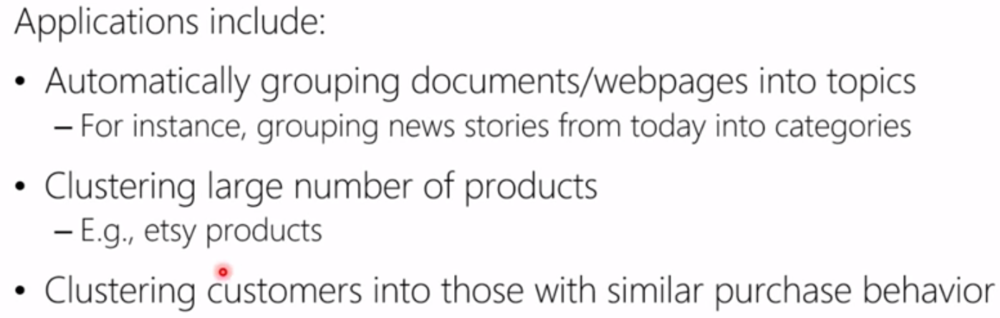 Applications include:
• Automatically grouping documents/webpages into topics
– For instance, grouping news stories from today into categories
• Clustering large number of products
– E.g., etsy products
• Clustering customers into those with similar purchase behavior